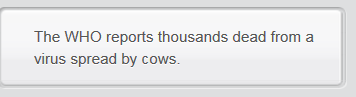 The WHO reports thousands dead from a
virus spread by cows.